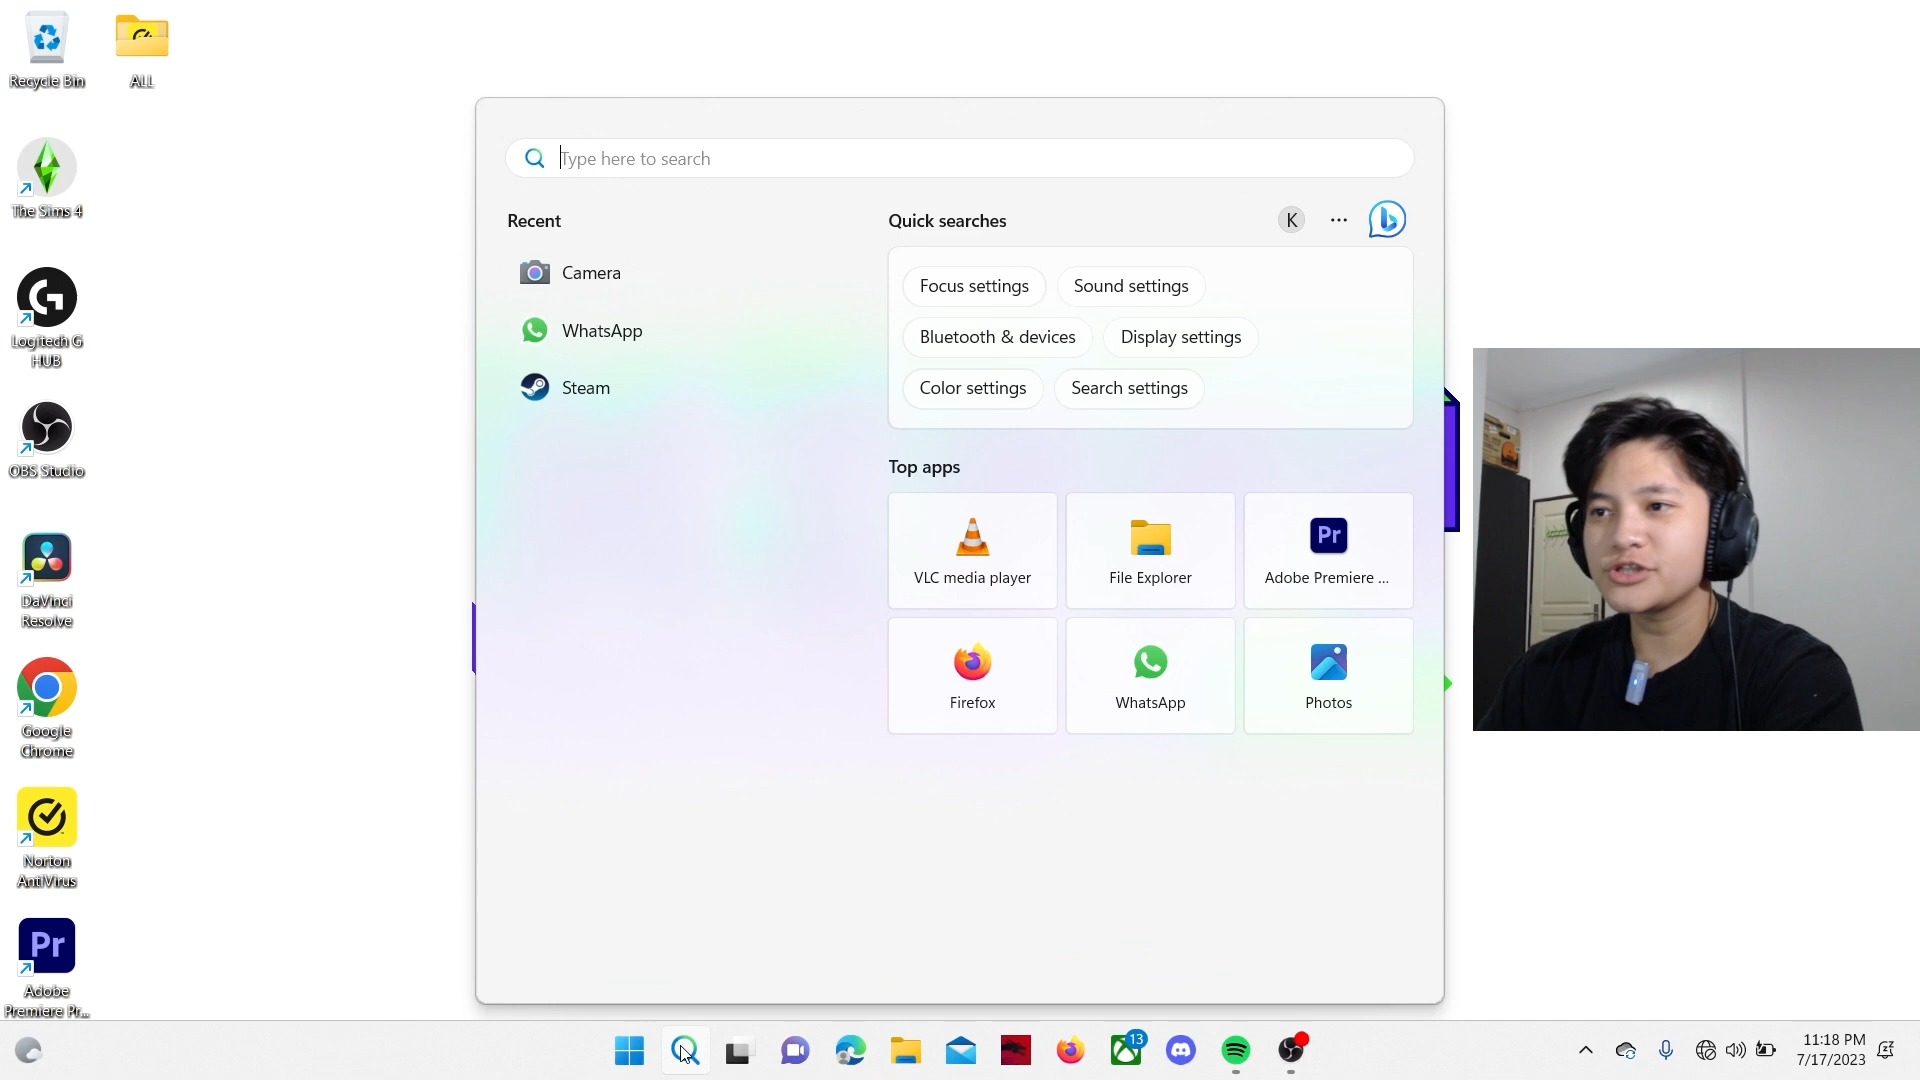 Recycle Bin
ALL
The Sims 4
Logitech G
HUB
OBS Studio
DaVinci
Resolve
Google
Chrome
Norton
AntiVirus
Pr
Adobe
Premiere Pr...
Type here to search
Recent
Camera
WhatsApp
Steam
Quick searches
K
Focus settings
Sound settings
Bluetooth & devices
Display settings
Color settings
Search settings
Top apps
Pr
VLC media player
File Explorer
Adobe Premiere ...
Firefox
WhatsApp
Photos
13
11:18 PM
7/17/2023